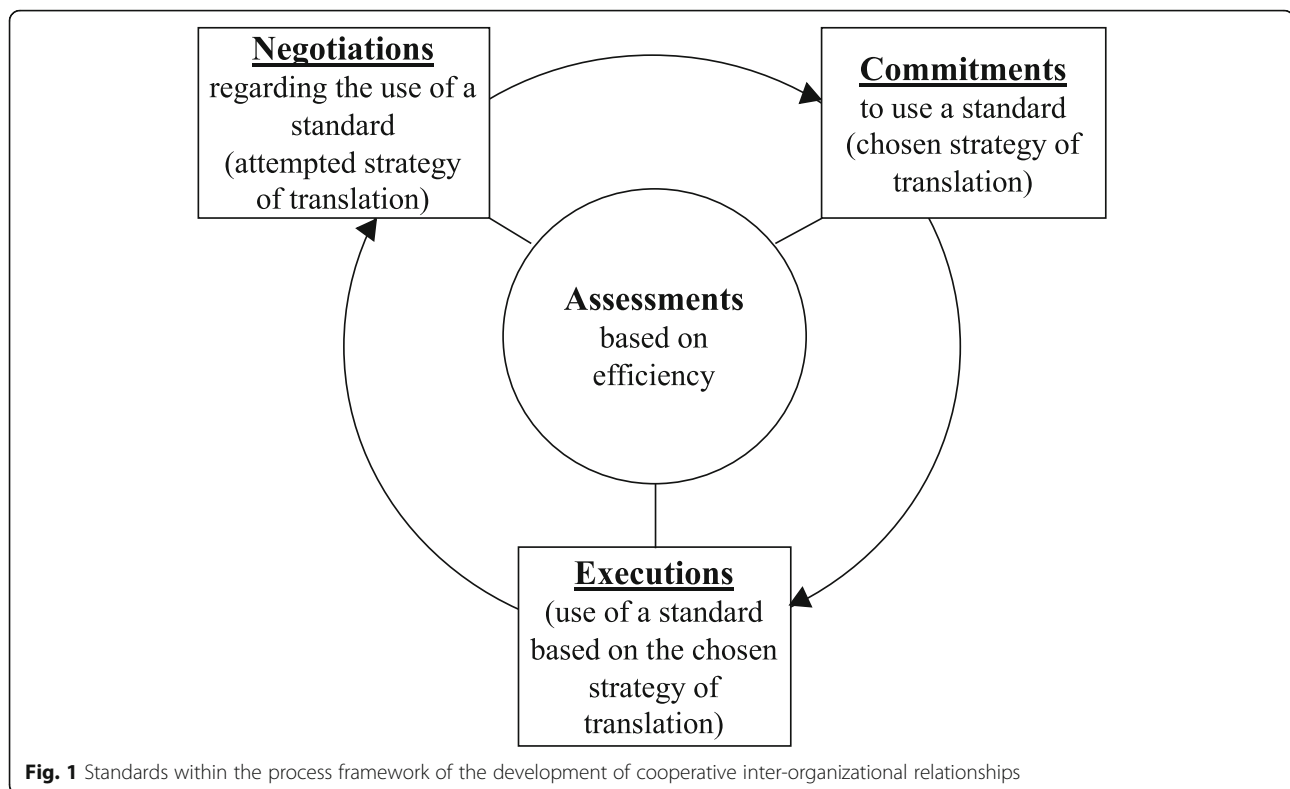 Negotiations
regarding the use of a
standard
(attempted strategy
of translation)
Commitments
to use a standard
(chosen strategy of
translation)
Assessments
based on
efficiency
Executions
(use of a standard
based on the chosen
strategy of
translation)
Fig. 1 Standards within the process framework of the development of cooperative inter-organizational relationships